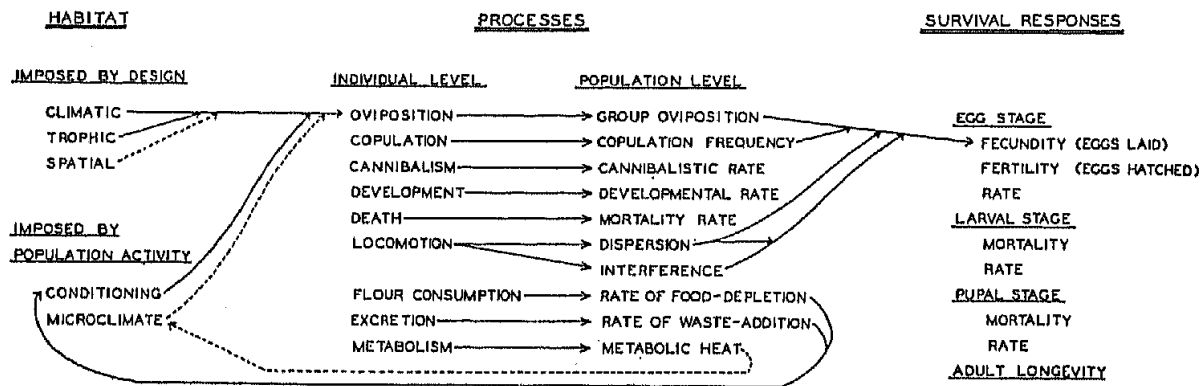 HABITAT
IMPOSED BY DESIGN
CLIMATIC
TROPHIC
SPATIAL
IMPOSED BY
POPULATION ACTIVITY
CONDITIONING
MICROCLIMATE
PROCESSES
INDIVIDUAL LEVEL
OVIPOSITION
COPULATION
CANNIBALISM
DEVELOPMENT
DEATH
LOCOMOTION
FLOUR CONSUMPTION
EXCRETION
METABOLISM
POPULATION LEVEL
GROUP OVIPOSITION
COPULATION FREQUENCY
CANNIBALISTIC RATE
DEVELOPMENTAL RATE
MORTALITY RATE
DISPERSION
INTERFERENCE
RATE OF FOOD-DEPLETION
RATE OF WASTE-ADDITION
METABOLIC HEAT
SURVIVAL RESPONSES
EGG STAGE
FECUNDITY (EGGS LAID)
FERTILITY (EGGS HATCHED)
RATE
LARVAL STAGE
MORTALITY
RATE
PUPAL STAGE
MORTALITY
RATE
ADULT LONGEVITY